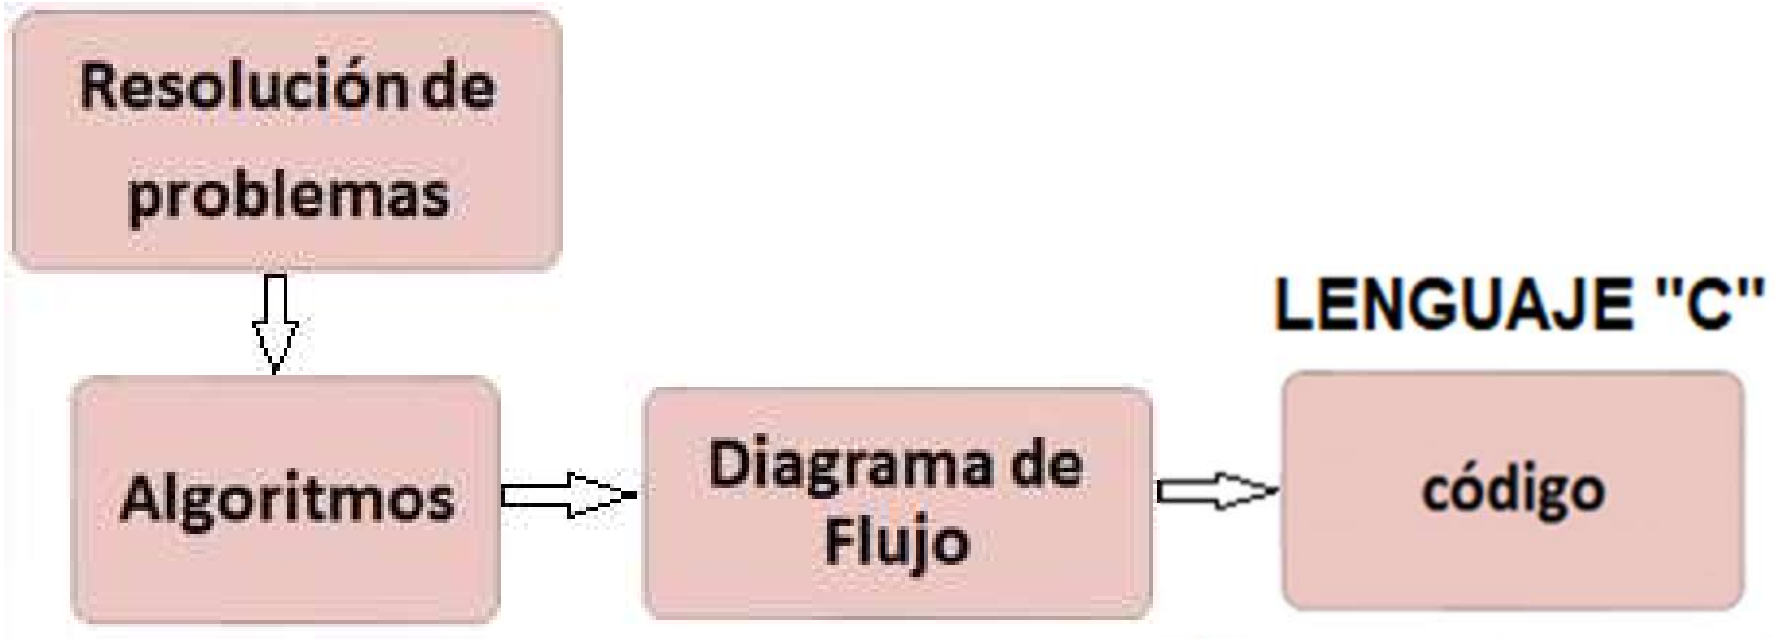 Resolución de
problemas
LENGUAJE "C"
Algoritmos
Diagrama de
Flujo
código